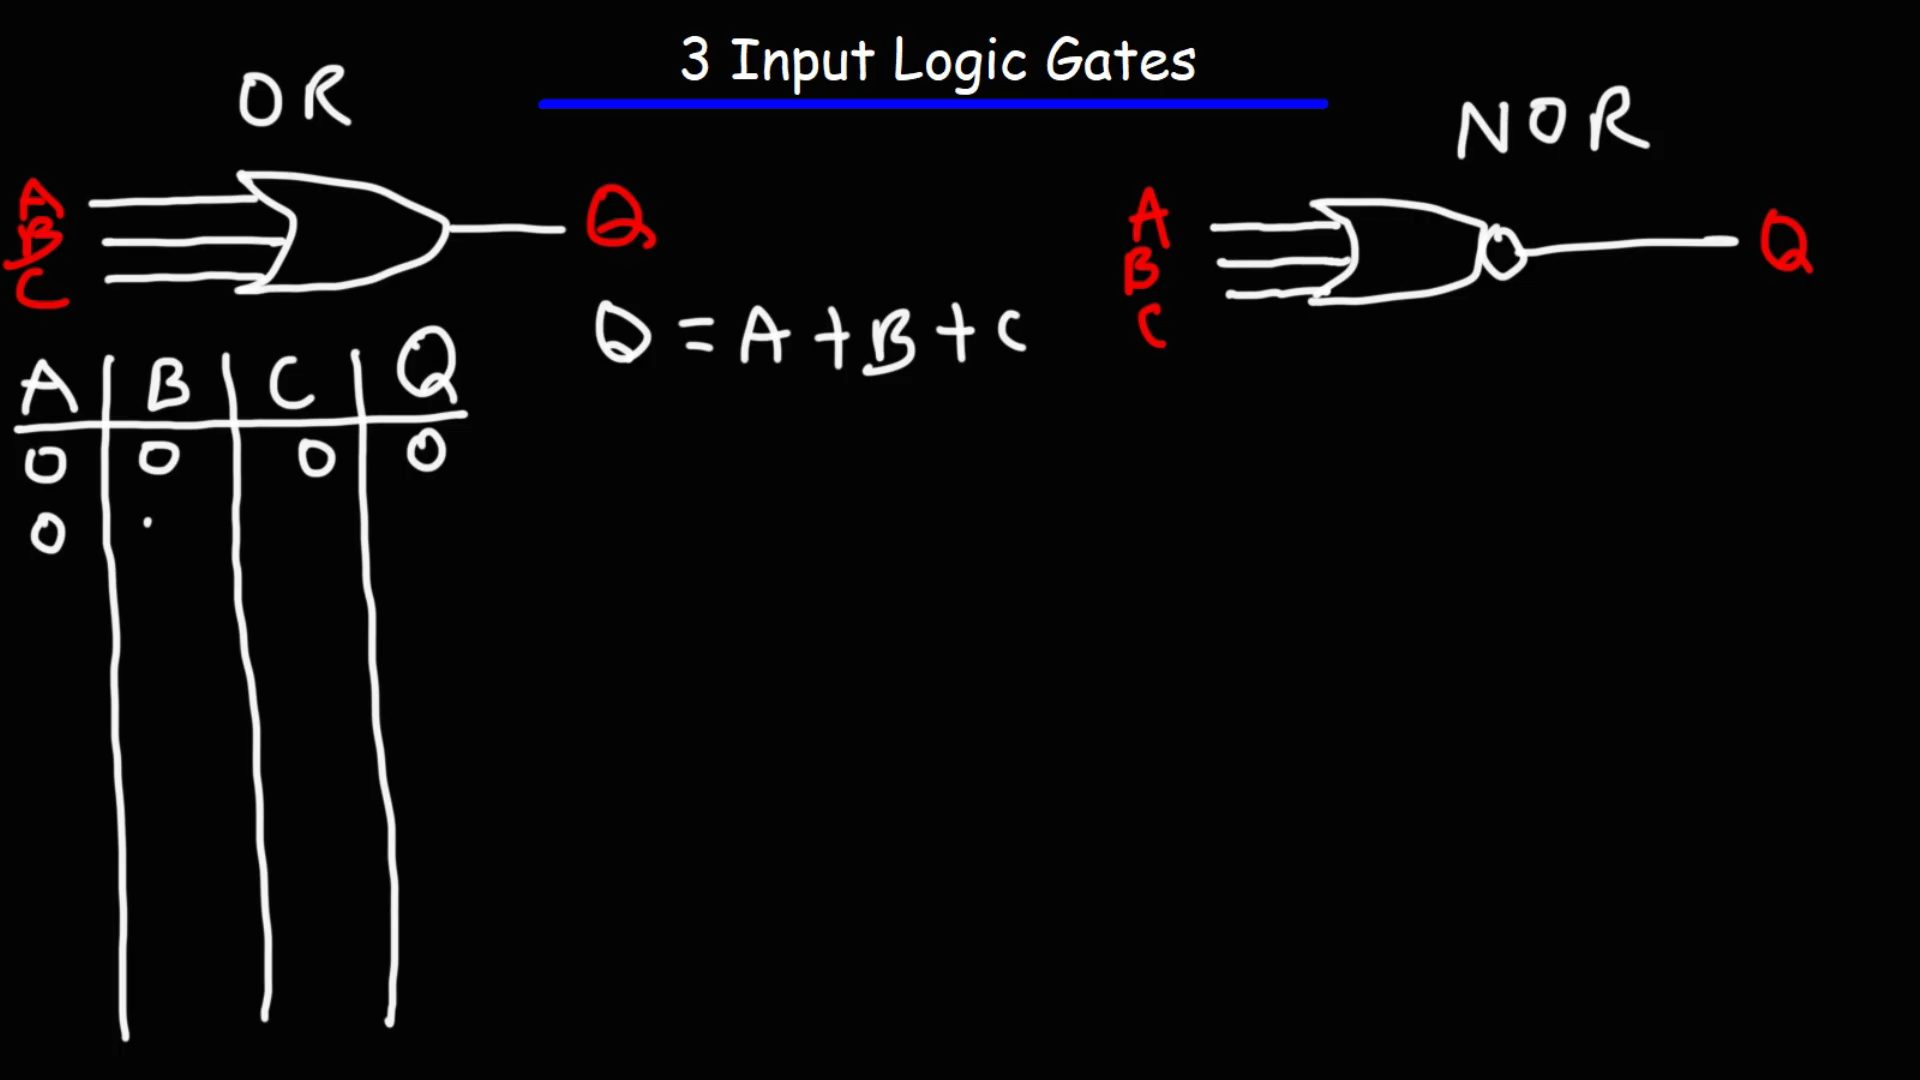 3 Input Logic Gates
OR
NOR
A
B
C
Q
A
B
C
Q
Q = A + B + C
A B C Q
0 0 0 0
0